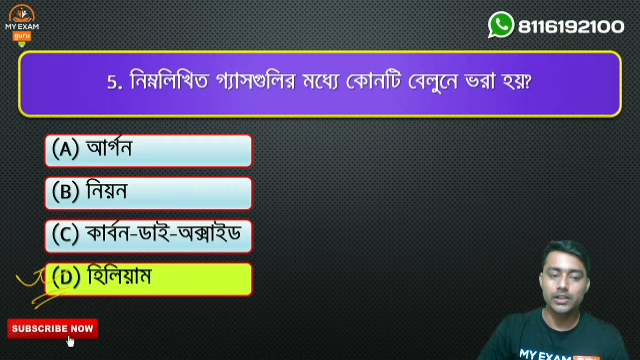 MY EXAM
guru
8116192100
5. নিম্নলিখিত গ্যাসগুলির মধ্যে কোনটি বেলুনে ভরা হয়?
(A) আর্গন
(B) নিয়ন
(C) কার্বন-ডাই-অক্সাইড
(D) হিলিয়াম
SUBSCRIBE NOW
MY EXAM